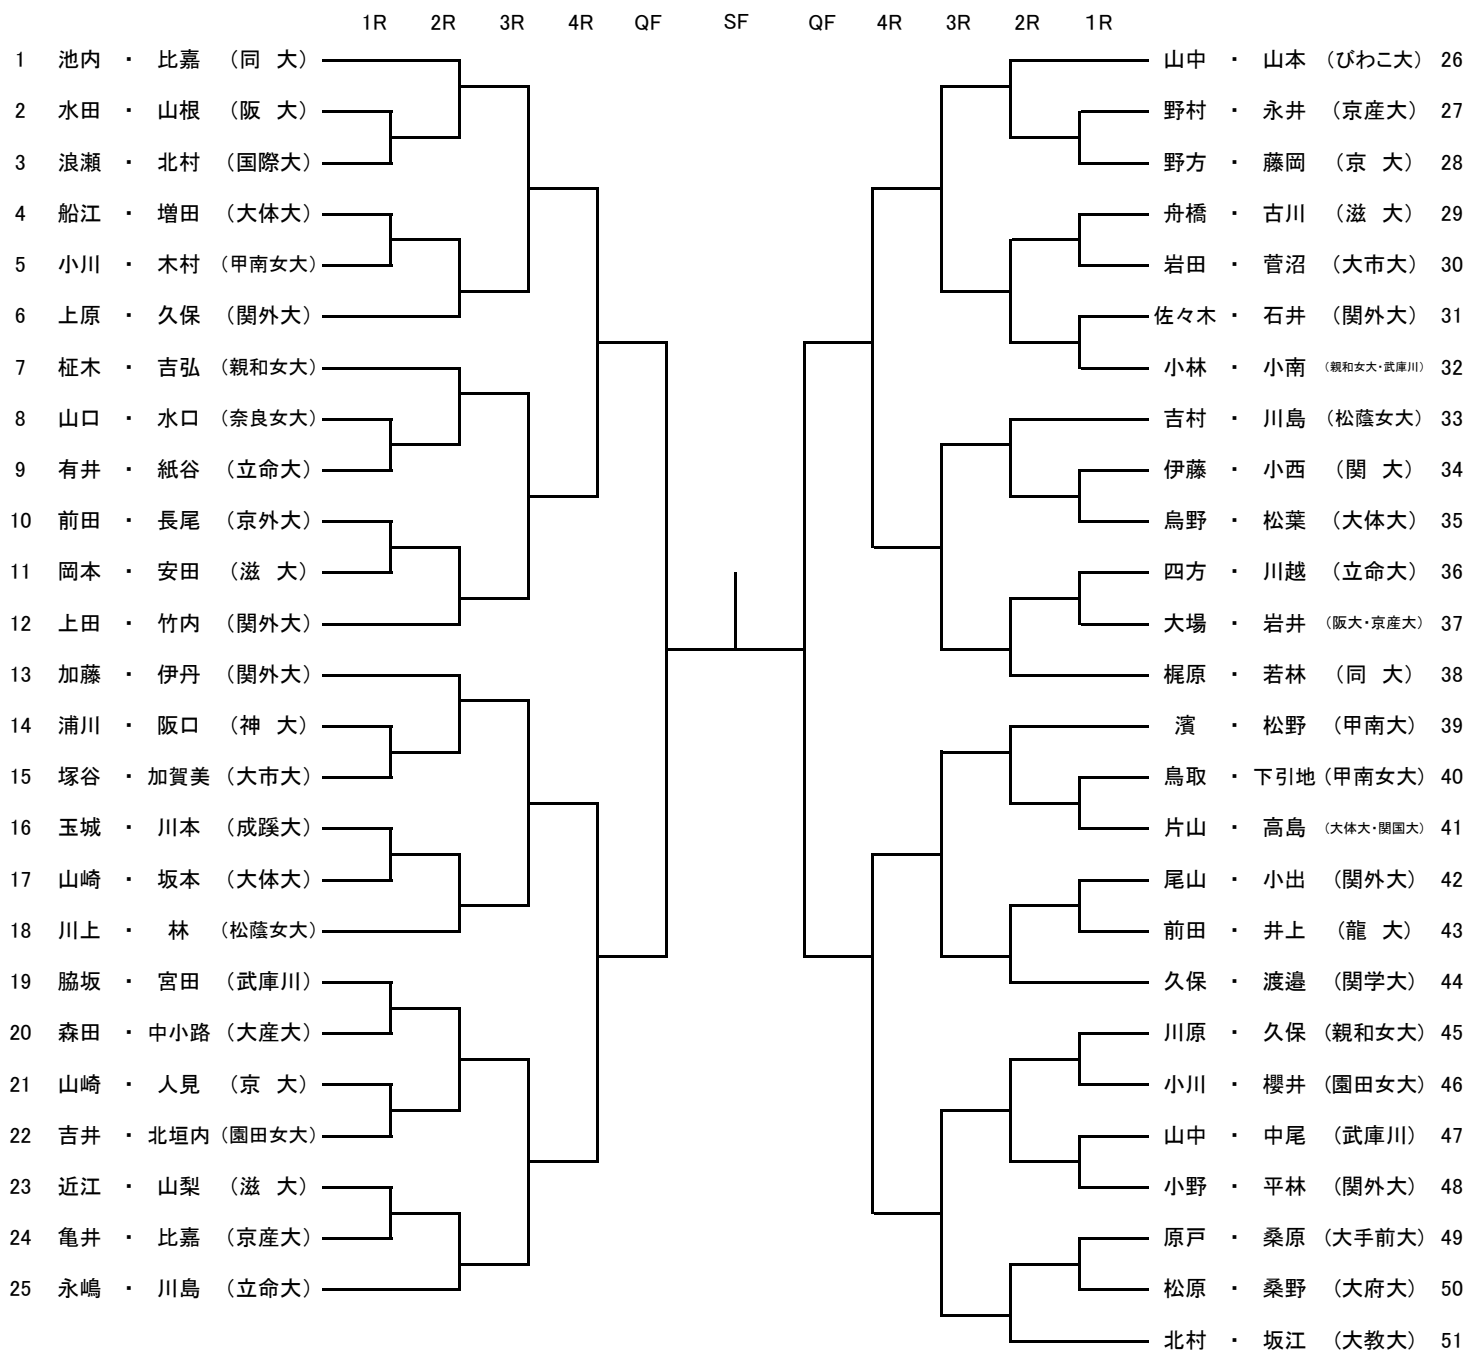 1R 2R 3R 4R QF SF QF 4R 3R 2R 1R
1 池内 ・ 比嘉 （同 大） 山中 ・ 山本 （びわこ大） 26
2 水田 ・ 山根 （阪 大） 野村 ・ 永井 （京産大） 27
3 浪瀬 ・ 北村 （国際大） 野方 ・ 藤岡 （京 大） 28
4 船江 ・ 増田 （大体大） 舟橋 ・ 古川 （滋 大） 29
5 小川 ・ 木村 （甲南女大） 岩田 ・ 菅沼 （大市大） 30
6 上原 ・ 久保 （関外大） 佐々木 ・ 石井 （関外大） 31
7 柾木 ・ 吉弘 （親和女大） 小林 ・ 小南 （親和女大・武庫川） 32
8 山口 ・ 水口 （奈良女大） 吉村 ・ 川島 （松蔭女大） 33
9 有井 ・ 紙谷 （立命大） 伊藤 ・ 小西 （関 大） 34
10 前田 ・ 長尾 （京外大） 烏野 ・ 松葉 （大体大） 35
11 岡本 ・ 安田 （滋 大） 四方 ・ 川越 （立命大） 36
12 上田 ・ 竹内 （関外大） 大場 ・ 岩井 （阪大・京産大） 37
13 加藤 ・ 伊丹 （関外大） 梶原 ・ 若林 （同 大） 38
14 浦川 ・ 阪口 （神 大） 濱 ・ 松野 （甲南大） 39
15 塚谷 ・ 加賀美 （大市大） 鳥取 ・ 下引地 （甲南女大） 40
16 玉城 ・ 川本 （成蹊大） 片山 ・ 高島 （大体大・関国大） 41
17 山崎 ・ 坂本 （大体大） 尾山 ・ 小出 （関外大） 42
18 川上 ・ 林 （松蔭女大） 前田 ・ 井上 （龍 大） 43
19 脇坂 ・ 宮田 （武庫川） 久保 ・ 渡邉 （関学大） 44
20 森田 ・ 中小路 （大産大） 川原 ・ 久保 （親和女大） 45
21 山崎 ・ 人見 （京 大） 小川 ・ 櫻井 （園田女大） 46
22 吉井 ・ 北垣内 （園田女大） 山中 ・ 中尾 （武庫川） 47
23 近江 ・ 山梨 （滋 大） 小野 ・ 平林 （関外大） 48
24 亀井 ・ 比嘉 （京産大） 原戸 ・ 桑原 （大手前大） 49
25 永嶋 ・ 川島 （立命大） 松原 ・ 桑野 （大府大） 50
北村 ・ 坂江 （大教大） 51